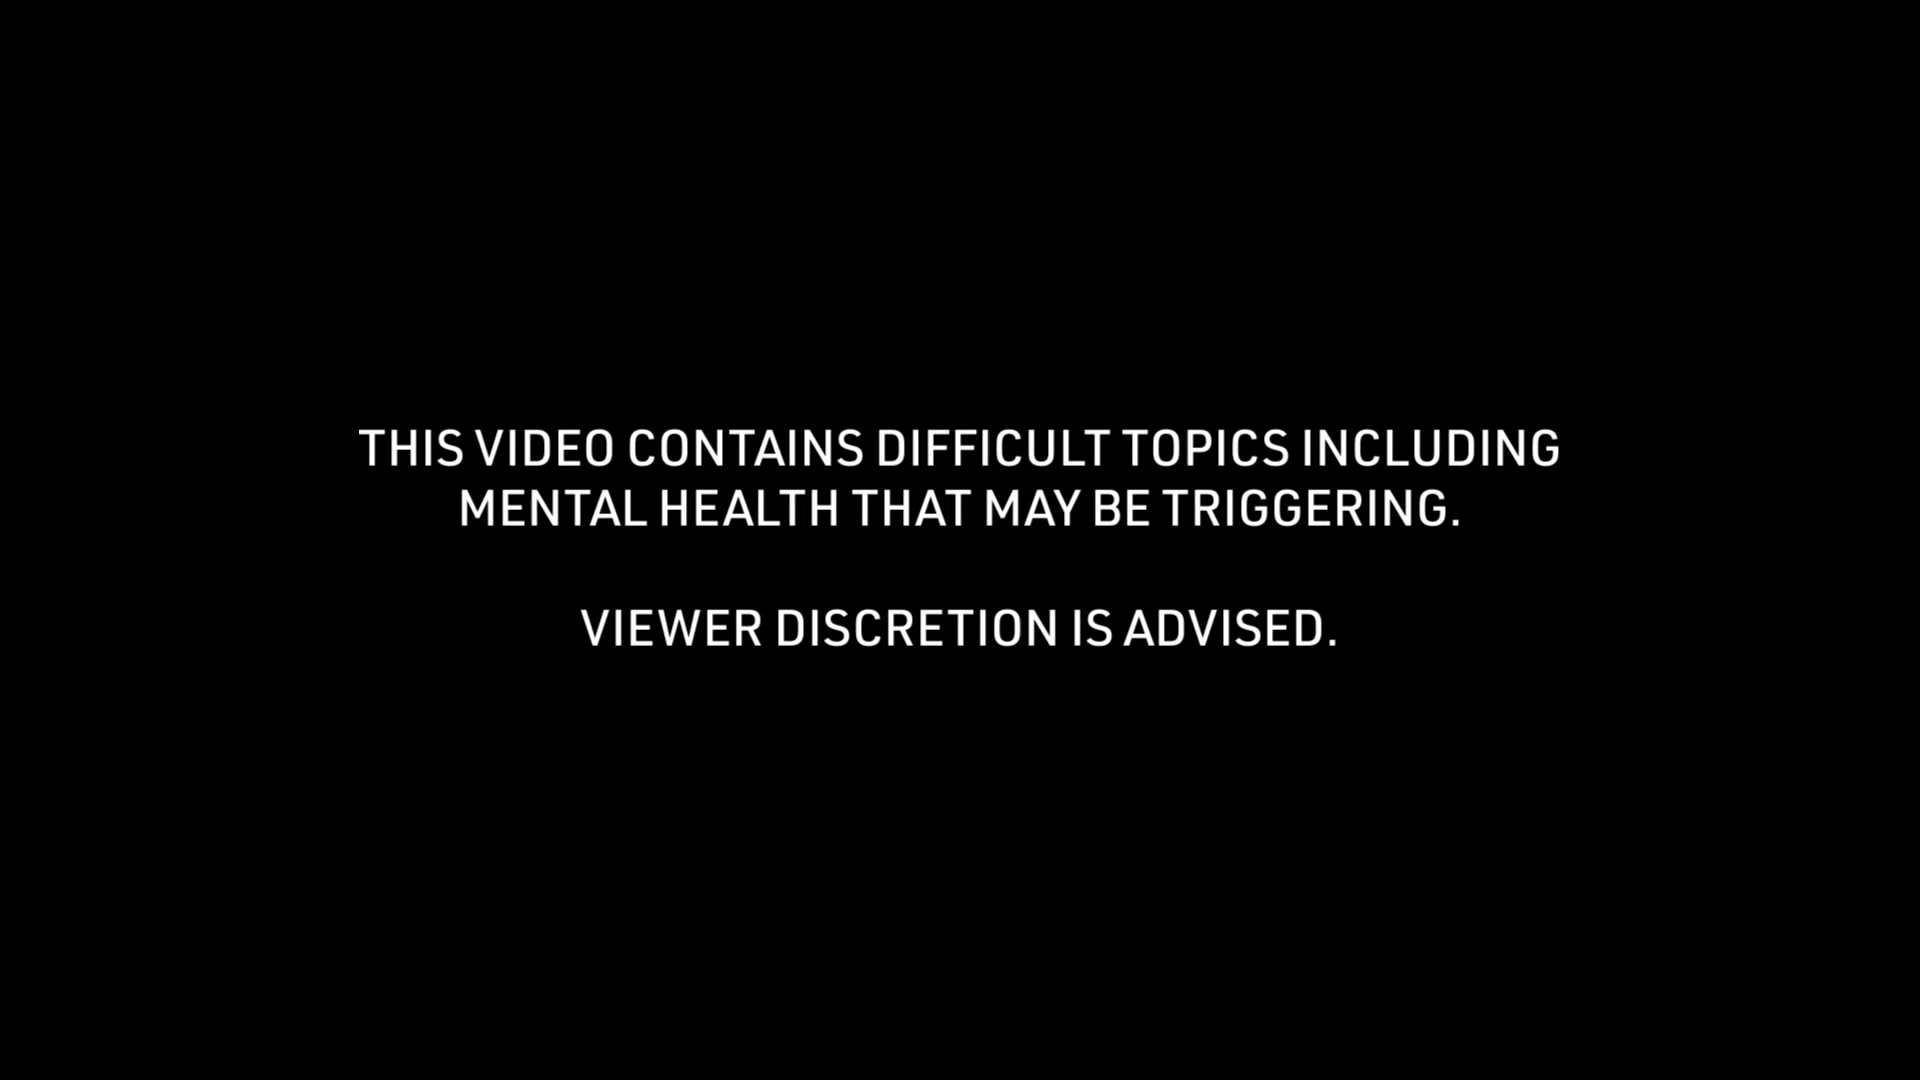 THIS VIDEO CONTAINS DIFFICULT TOPICS INCLUDING
MENTAL HEALTH THAT MAY BE TRIGGERING.
VIEWER DISCRETION IS ADVISED.